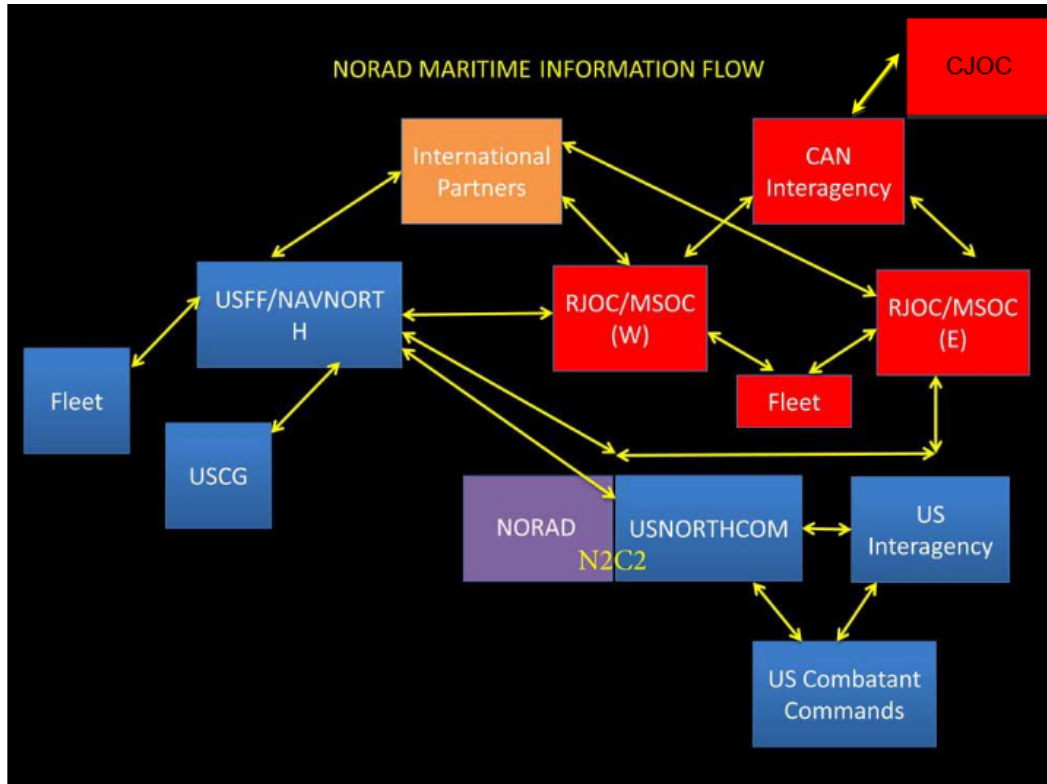 CJOC
NORAD MARITIME INFORMATION FLOW
International
Partners
CAN
Interagency
USFF/NAVNORT
H
RJOC/MSOC
(W)
RJOC/MSOC
(E)
Fleet
Fleet
USCG
NORAD
USNORTHCOM
N2C2
US
Interagency
US Combatant
Commands